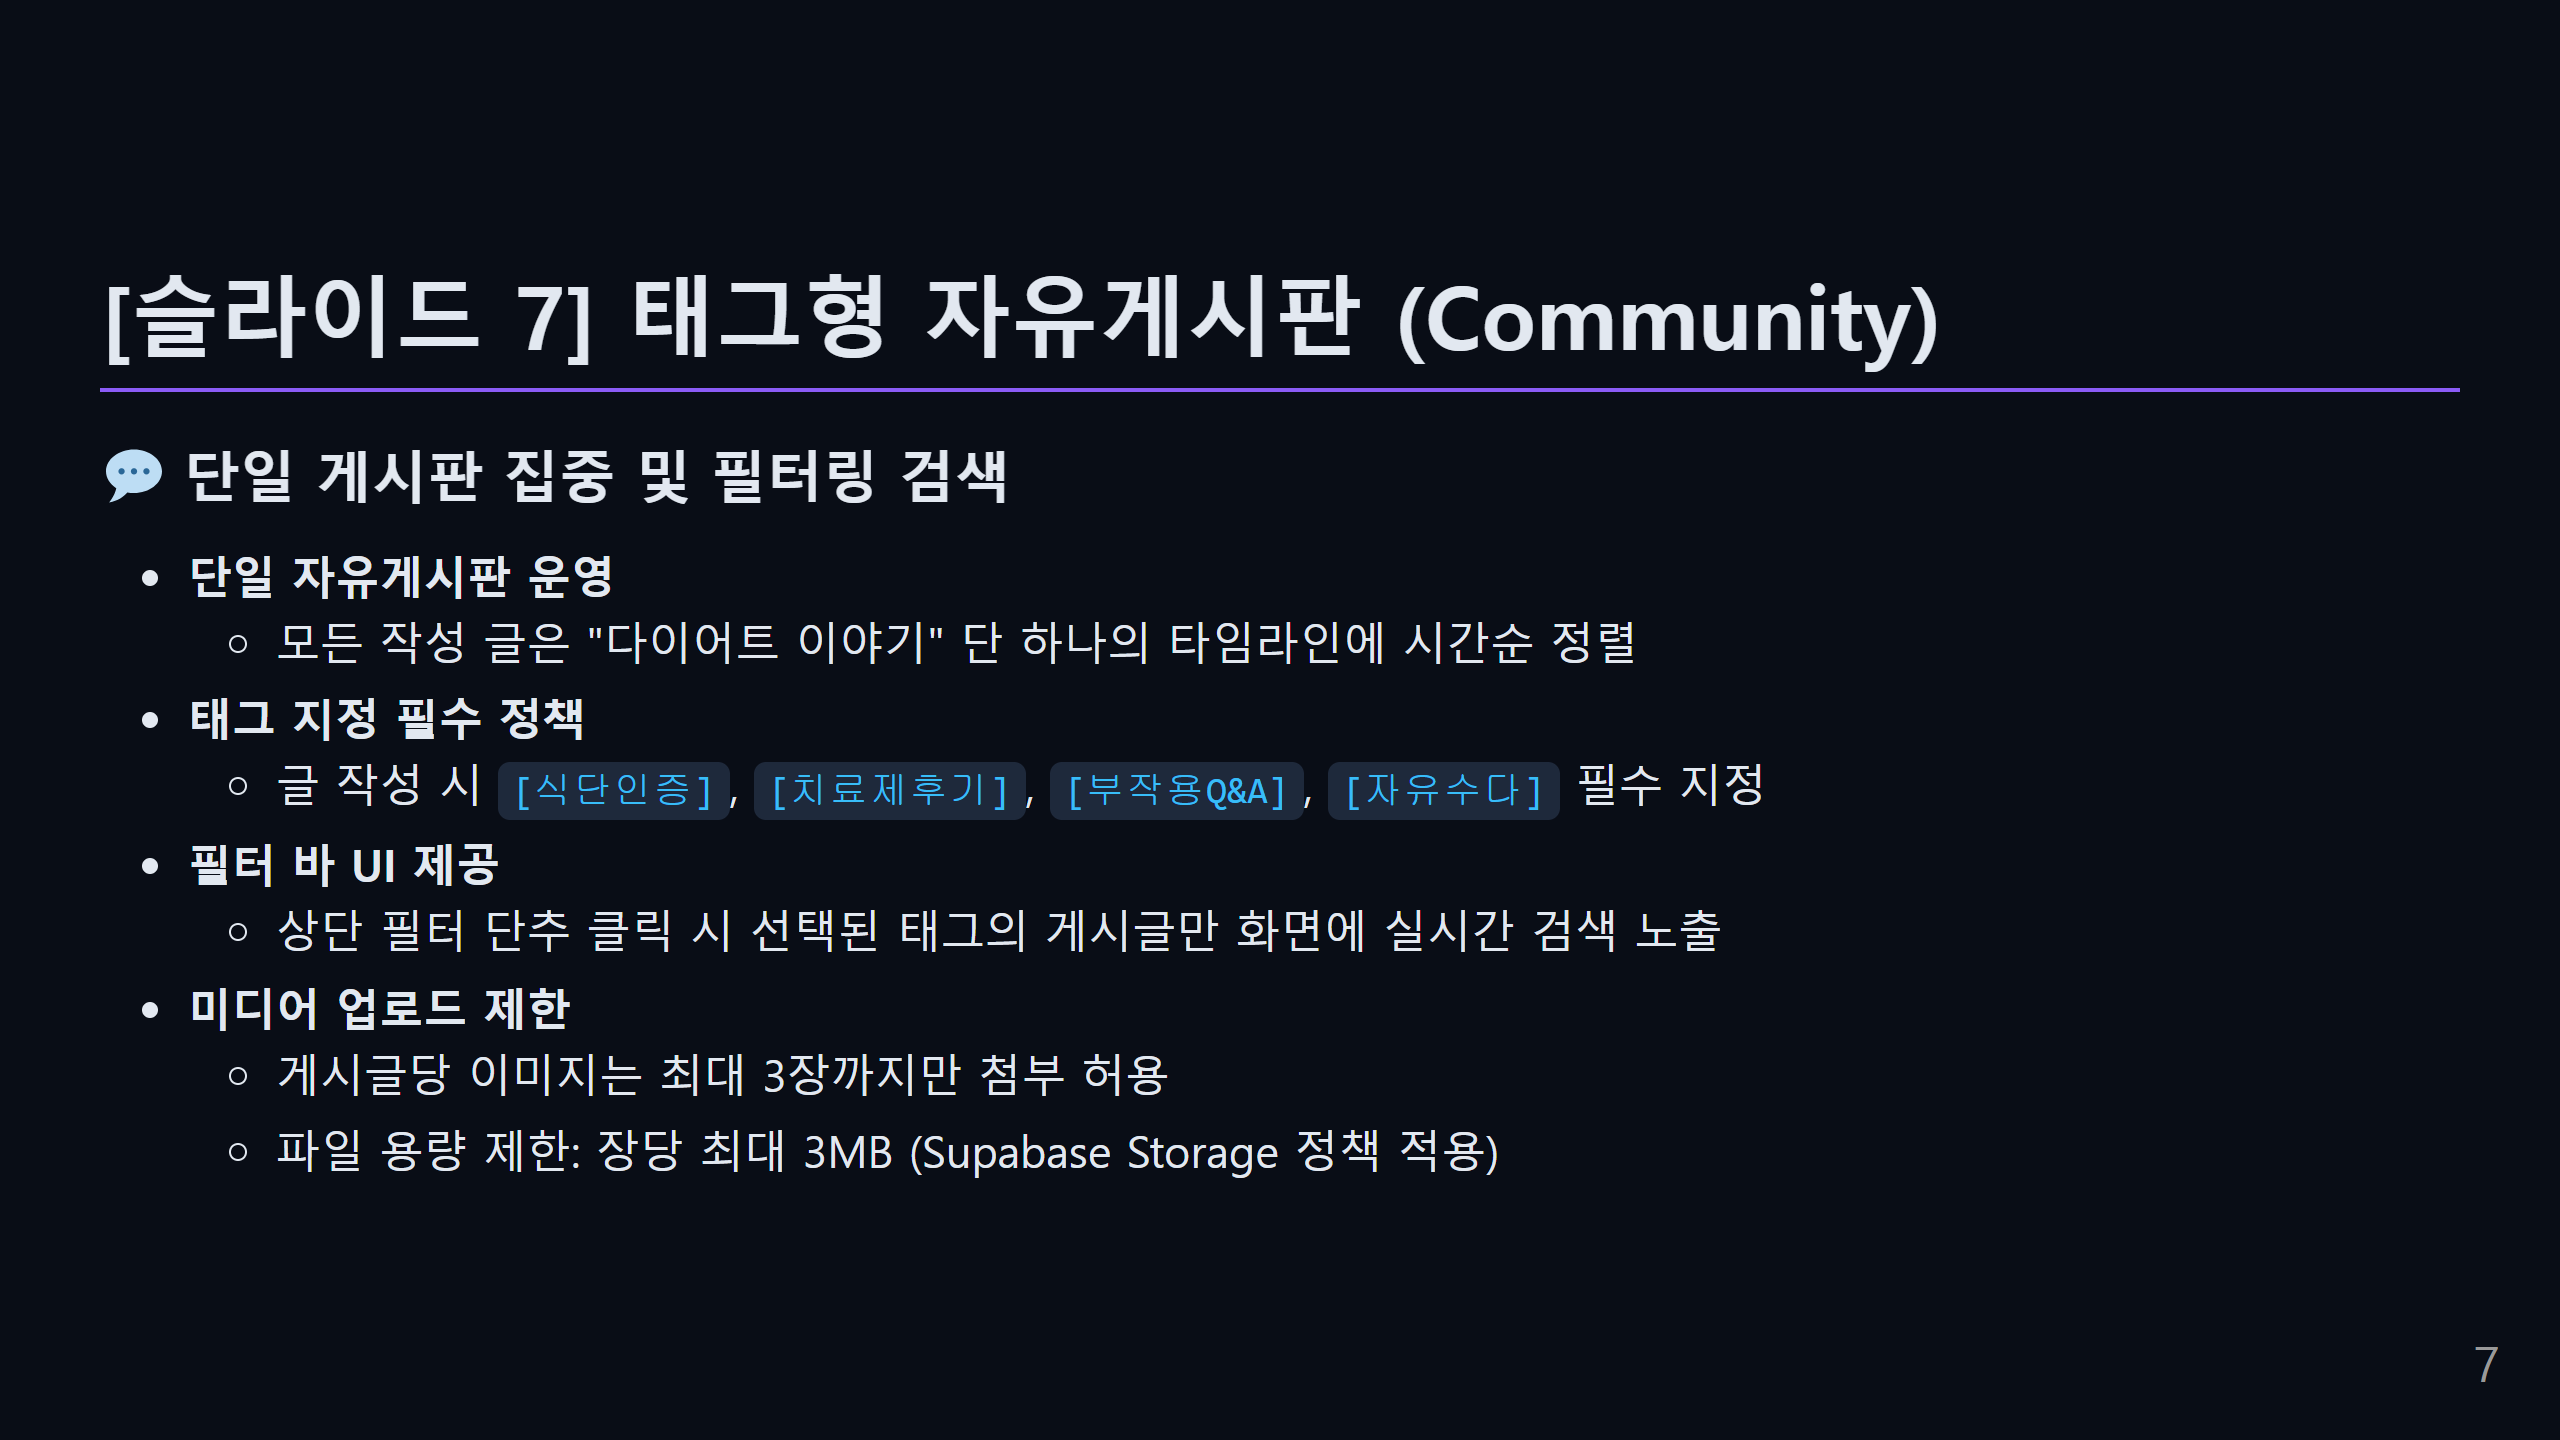 [슬라이드 7] 태그형 자유게시판 (Community)
💬 단일 게시판 집중 및 필터링 검색
• 단일 자유게시판 운영
○ 모든 작성 글은 "다이어트 이야기" 단 하나의 타임라인에 시간순 정렬
• 태그 지정 필수 정책
○ 글 작성 시 [식단인증], [치료제후기], [부작용Q&A], [자유수다] 필수 지정
• 필터 바 UI 제공
○ 상단 필터 단추 클릭 시 선택된 태그의 게시글만 화면에 실시간 검색 노출
• 미디어 업로드 제한
○ 게시글당 이미지는 최대 3장까지만 첨부 허용
○ 파일 용량 제한: 장당 최대 3MB (Supabase Storage 정책 적용)
7